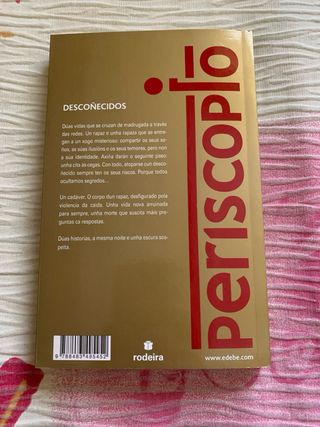 DESCOÑECIDOS
Dúas vidas que se cruzan de madrugada a través
das redes. Un rapaz e unha rapaza que se entre-
gan a un xogo misterioso: compartir os seus so-
ños, as súas ilusións e os seus temores, pero non
a súa identidade. Axiña darán o seguinte paso:
unha cita ás cegas. Con todo, atoparse cun desco-
ñecido sempre ten os seus riscos. Porque todos
ocultamos segredos...
Un cadáver. O corpo dun rapaz, desfigurado pola
violencia da caída. Unha vida nova arruinada
para sempre, unha morte que suscita máis pre-
guntas ca respostas.
Dúas historias, a mesma noite e unha escura sos-
peita.
periscopio
9 788483 495452
rodeira
www.edebe.com